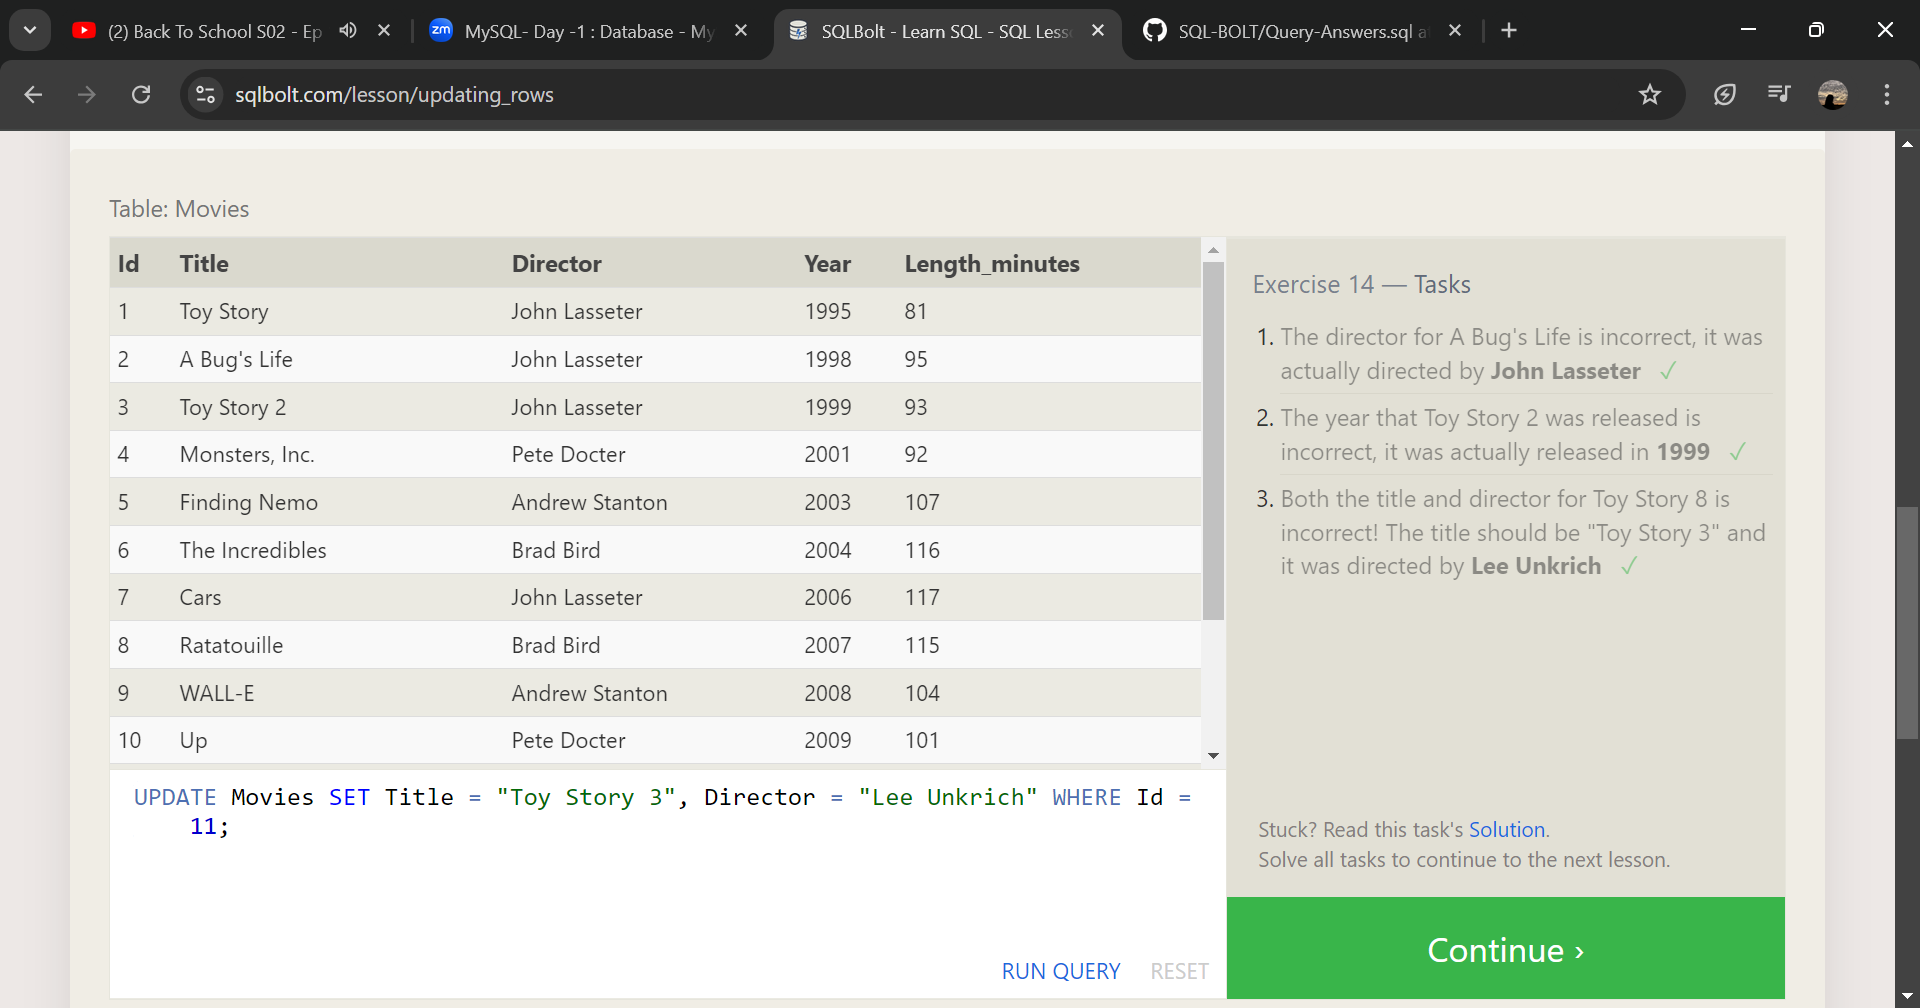 (2) Back To School S02 - Ep
zm MySQL- Day -1 : Database - My
SQLBolt - Learn SQL - SQL Less
SQL-BOLT/Query-Answers.sql a
sqlbolt.com/lesson/updating_rows
Table: Movies
Id Title Director Year Length_minutes
1 Toy Story John Lasseter 1995 81
2 A Bug's Life John Lasseter 1998 95
3 Toy Story 2 John Lasseter 1999 93
4 Monsters, Inc. Pete Docter 2001 92
5 Finding Nemo Andrew Stanton 2003 107
6 The Incredibles Brad Bird 2004 116
7 Cars John Lasseter 2006 117
8 Ratatouille Brad Bird 2007 115
9 WALL-E Andrew Stanton 2008 104
10 Up Pete Docter 2009 101
UPDATE Movies SET Title = "Toy Story 3", Director = "Lee Unkrich" WHERE Id =
11;
RUN QUERY RESET
Exercise 14 — Tasks
1. The director for A Bug's Life is incorrect, it was
actually directed by John Lasseter ✓
2. The year that Toy Story 2 was released is
incorrect, it was actually released in 1999 ✓
3. Both the title and director for Toy Story 8 is
incorrect! The title should be "Toy Story 3" and
it was directed by Lee Unkrich ✓
Stuck? Read this task's Solution.
Solve all tasks to continue to the next lesson.
Continue ›